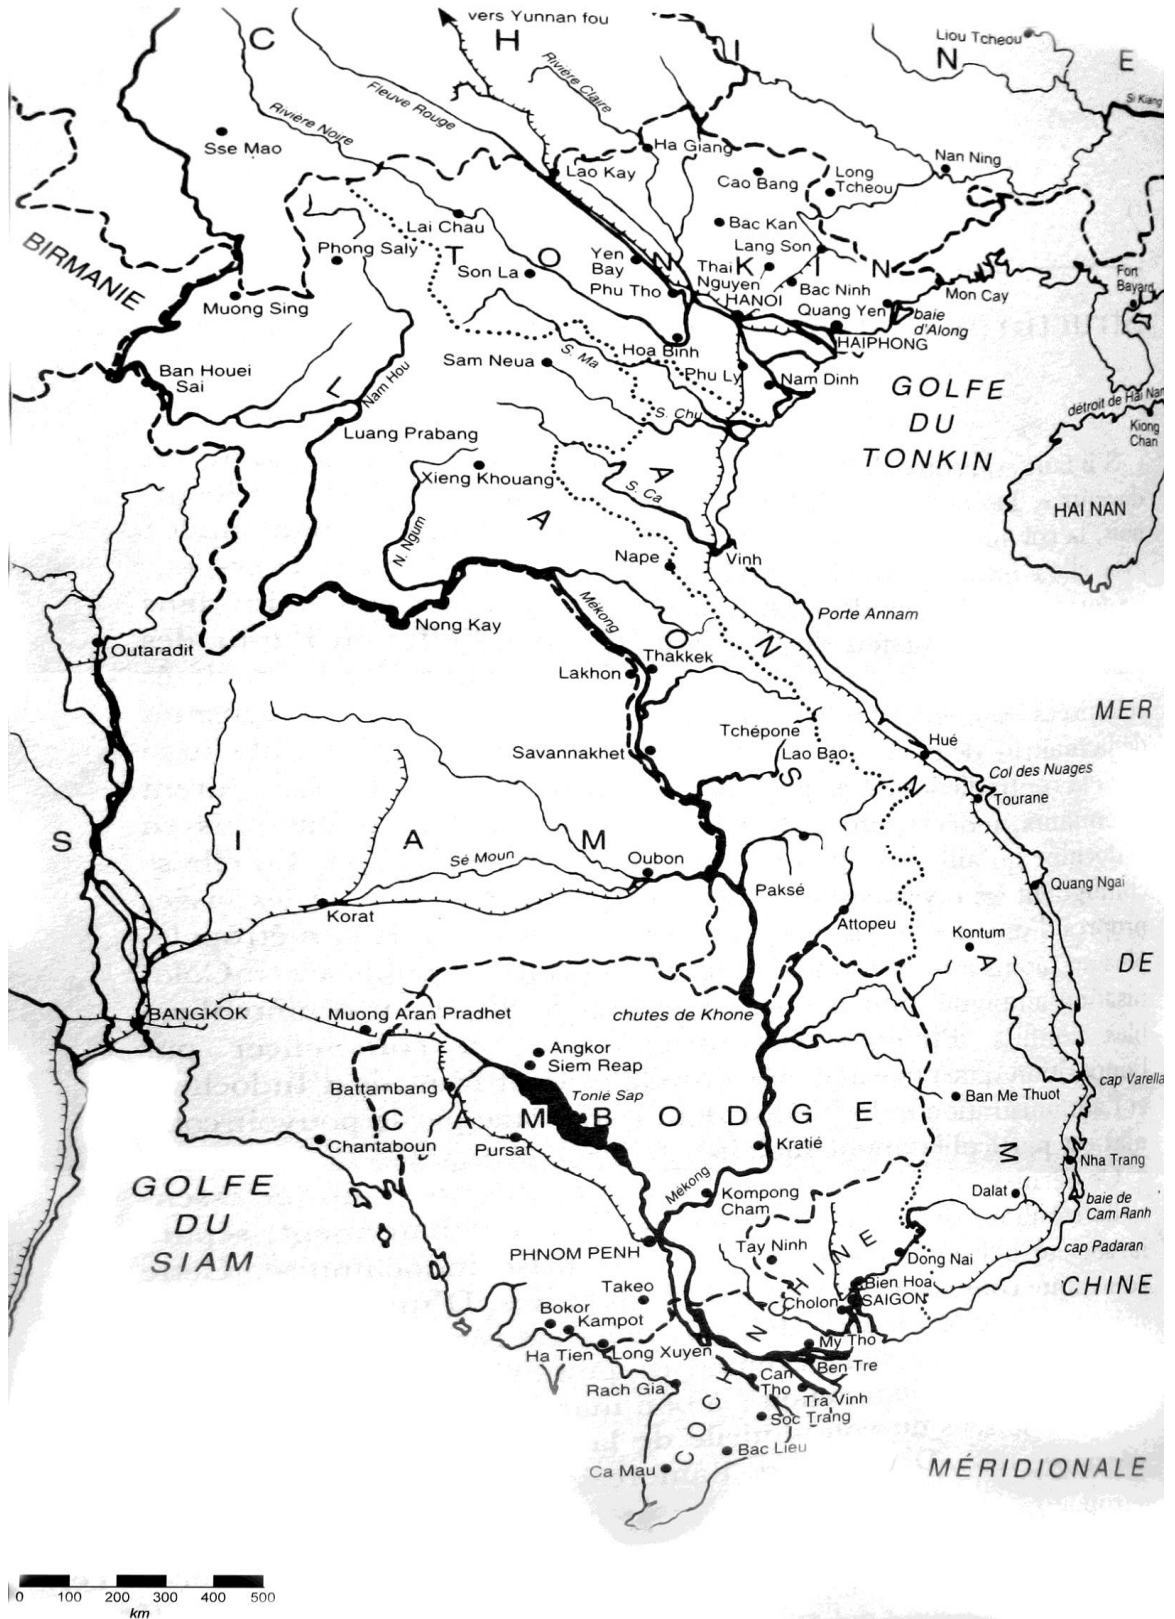 vers Yunnan fou
C H I N E
Liou Tcheou
Si Kiang
Rivière Claire
Fleuve Rouge
Rivière Noire
Sse Mao
Ha Giang
Lao Kay
Cao Bang
Long
Tcheou
Nan Ning
Lai Chau
Bac Kan
BIRMANIE
Phong Saly
T O N K I N
Lang Son
Son La
Yen
Bay
Thai
Nguyen
Fort
Bayard
Muong Sing
Phu Tho
HANOI
Bac Ninh
Mon Cay
Quang Yen
baie
d'Along
HAIPHONG
Hoa Binh
S. Ma
Sam Neua
Phu Ly
Nam Dinh
Ban Houei
Sai
Nam Hou
GOLFE
DU
TONKIN
détroit de Hai Nan
Kiong
Chan
S. Chu
Luang Prabang
Xieng Khouang
L A O S
A N N A M
S. Ca
HAI NAN
N. Ngum
Nape
Vinh
Mékong
Porte Annam
Nong Kay
Outaradit
Thakkek
Lakhon
MER
DE
CHINE
MÉRIDIONALE
Tchépone
Savannakhet
Lao Bao
Hué
Col des Nuages
Tourane
S I A M
Sé Moun
Oubon
Paksé
Quang Ngai
Korat
Attopeu
Kontum
BANGKOK
Muong Aran Pradhet
chutes de Khone
Angkor
Siem Reap
Battambang
Tonlé Sap
cap Varella
Ban Me Thuot
C A M B O D G E
Chantaboun
Pursat
Kratié
Nha Trang
GOLFE
DU
SIAM
Mékong
Kompong
Cham
Dalat
baie de
Cam Ranh
PHNOM PENH
Tay Ninh
Dong Nai
cap Padaran
Takeo
Bien Hoa
Cholon
SAIGON
Bokor
Kampot
COCHINCHINE
Ha Tien
Long Xuyen
My Tho
Ben Tre
Rach Gia
Can
Tho
Tra Vinh
Soc Trang
Bac Lieu
Ca Mau
0 100 200 300 400 500
km